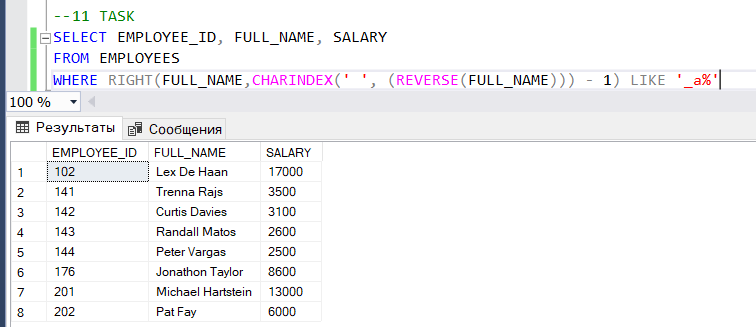 --11 TASK
SELECT EMPLOYEE_ID, FULL_NAME, SALARY
FROM EMPLOYEES
WHERE RIGHT(FULL_NAME,CHARINDEX(' ', (REVERSE(FULL_NAME))) - 1) LIKE '_a%'
100 %
Результаты Сообщения
EMPLOYEE_ID FULL_NAME SALARY
1 102 Lex De Haan 17000
2 141 Trenna Rajs 3500
3 142 Curtis Davies 3100
4 143 Randall Matos 2600
5 144 Peter Vargas 2500
6 176 Jonathon Taylor 8600
7 201 Michael Hartstein 13000
8 202 Pat Fay 6000